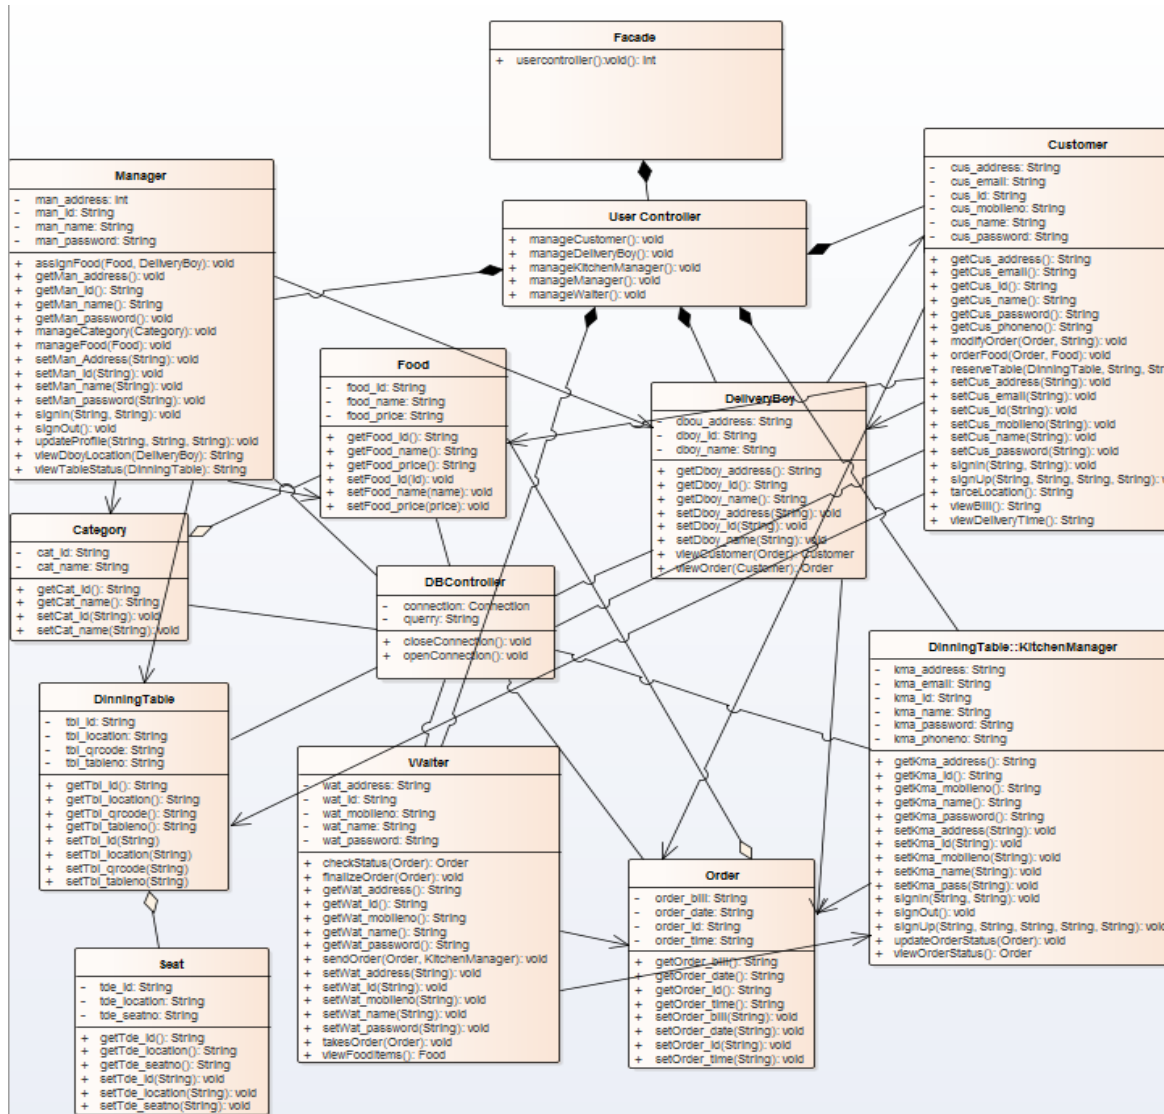 Facade
+ usercontroller():void(): int
Manager
- man_address: int
- man_id: String
- man_name: String
- man_password: String
+ assignFood(Food, DeliveryBoy): void
+ getMan_address(): void
+ getMan_id(): String
+ getMan_name(): String
+ getMan_password(): void
+ manageCategory(Category): void
+ manageFood(Food): void
+ setMan_Address(String): void
+ setMan_id(String): void
+ setMan_name(String): void
+ setMan_password(String): void
+ signin(String, String): void
+ signOut(): void
+ updateProfile(String, String, String): void
+ viewDboyLocation(DeliveryBoy): String
+ viewTableStatus(DinningTable): String
User Controller
+ manageCustomer(): void
+ manageDeliveryBoy(): void
+ manageKitchenManager(): void
+ manageManager(): void
+ manageWaiter(): void
Customer
- cus_address: String
- cus_email: String
- cus_id: String
- cus_mobileno: String
- cus_name: String
- cus_password: String
+ getCus_address(): String
+ getCus_email(): String
+ getCus_id(): String
+ getCus_name(): String
+ getCus_password(): String
+ getCus_phoneno(): String
+ modifyOrder(Order, String): void
+ orderFood(Order, Food): void
+ reserveTable(DinningTable, String, Str
+ setCus_address(String): void
+ setCus_email(String): void
+ setCus_id(String): void
+ setCus_mobileno(String): void
+ setCus_name(String): void
+ setCus_password(String): void
+ signin(String, String): void
+ signUp(String, String, String, String): v
+ tarceLocation(): String
+ viewBill(): String
+ viewDeliveryTime(): String
Food
- food_id: String
- food_name: String
- food_price: String
+ getFood_id(): String
+ getFood_name(): String
+ getFood_price(): String
+ setFood_id(id): void
+ setFood_name(name): void
+ setFood_price(price): void
DeliveryBoy
- dbou_address: String
- dboy_id: String
- dboy_name: String
+ getDboy_address(): String
+ getDboy_id(): String
+ getDboy_name(): String
+ setDboy_address(String): void
+ setDboy_id(String): void
+ setDboy_name(String): void
+ viewCustomer(Order): Customer
+ viewOrder(Customer): Order
Category
- cat_id: String
- cat_name: String
+ getCat_id(): String
+ getCat_name(): String
+ setCat_id(String): void
+ setCat_name(String): void
DBController
- connection: Connection
- querry: String
+ closeConnection(): void
+ openConnection(): void
DinningTable::KitchenManager
- kma_address: String
- kma_email: String
- kma_id: String
- kma_name: String
- kma_password: String
- kma_phoneno: String
+ getKma_address(): String
+ getKma_id(): String
+ getKma_mobileno(): String
+ getKma_name(): String
+ getKma_password(): String
+ setKma_address(String): void
+ setKma_id(String): void
+ setKma_mobileno(String): void
+ setKma_name(String): void
+ setKma_pass(String): void
+ signin(String, String): void
+ signOut(): void
+ signUp(String, String, String, String, String): void
+ updateOrderStatus(Order): void
+ viewOrderStatus(): Order
DinningTable
- tbl_id: String
- tbl_location: String
- tbl_qrcode: String
- tbl_tableno: String
+ getTbl_id(): String
+ getTbl_location(): String
+ getTbl_qrcode(): String
+ getTbl_tableno(): String
+ setTbl_id(String)
+ setTbl_location(String)
+ setTbl_qrcode(String)
+ setTbl_tableno(String)
Waiter
- wat_address: String
- wat_id: String
- wat_mobileno: String
- wat_name: String
- wat_password: String
+ checkStatus(Order): Order
+ finalizeOrder(Order): void
+ getWat_address(): String
+ getWat_id(): String
+ getWat_mobileno(): String
+ getWat_name(): String
+ getWat_password(): String
+ sendOrder(Order, KitchenManager): void
+ setWat_address(String): void
+ setWat_id(String): void
+ setWat_mobileno(String): void
+ setWat_name(String): void
+ setWat_password(String): void
+ takesOrder(Order): void
+ viewFooditems(): Food
Order
- order_bill: String
- order_date: String
- order_id: String
- order_time: String
+ getOrder_bill(): String
+ getOrder_date(): String
+ getOrder_id(): String
+ getOrder_time(): String
+ setOrder_bill(String): void
+ setOrder_date(String): void
+ setOrder_id(String): void
+ setOrder_time(String): void
Seat
- tde_id: String
- tde_location: String
- tde_seatno: String
+ getTde_id(): String
+ getTde_location(): String
+ getTde_seatno(): String
+ setTde_id(String): void
+ setTde_location(String): void
+ setTde_seatno(String): void